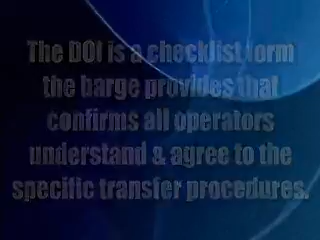 The DOI is a checklist form
the barge provides that
confirms all operators
understand & agree to the
specific transfer procedures.